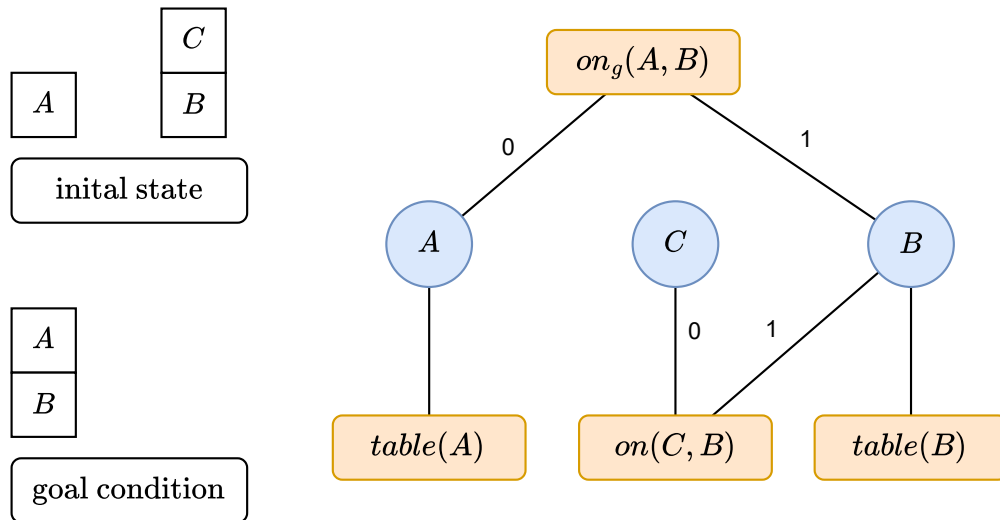 C
A
B
inital state
A
B
goal condition
on_g(A, B)
0
1
A
C
B
0
1
table(A)
on(C, B)
table(B)